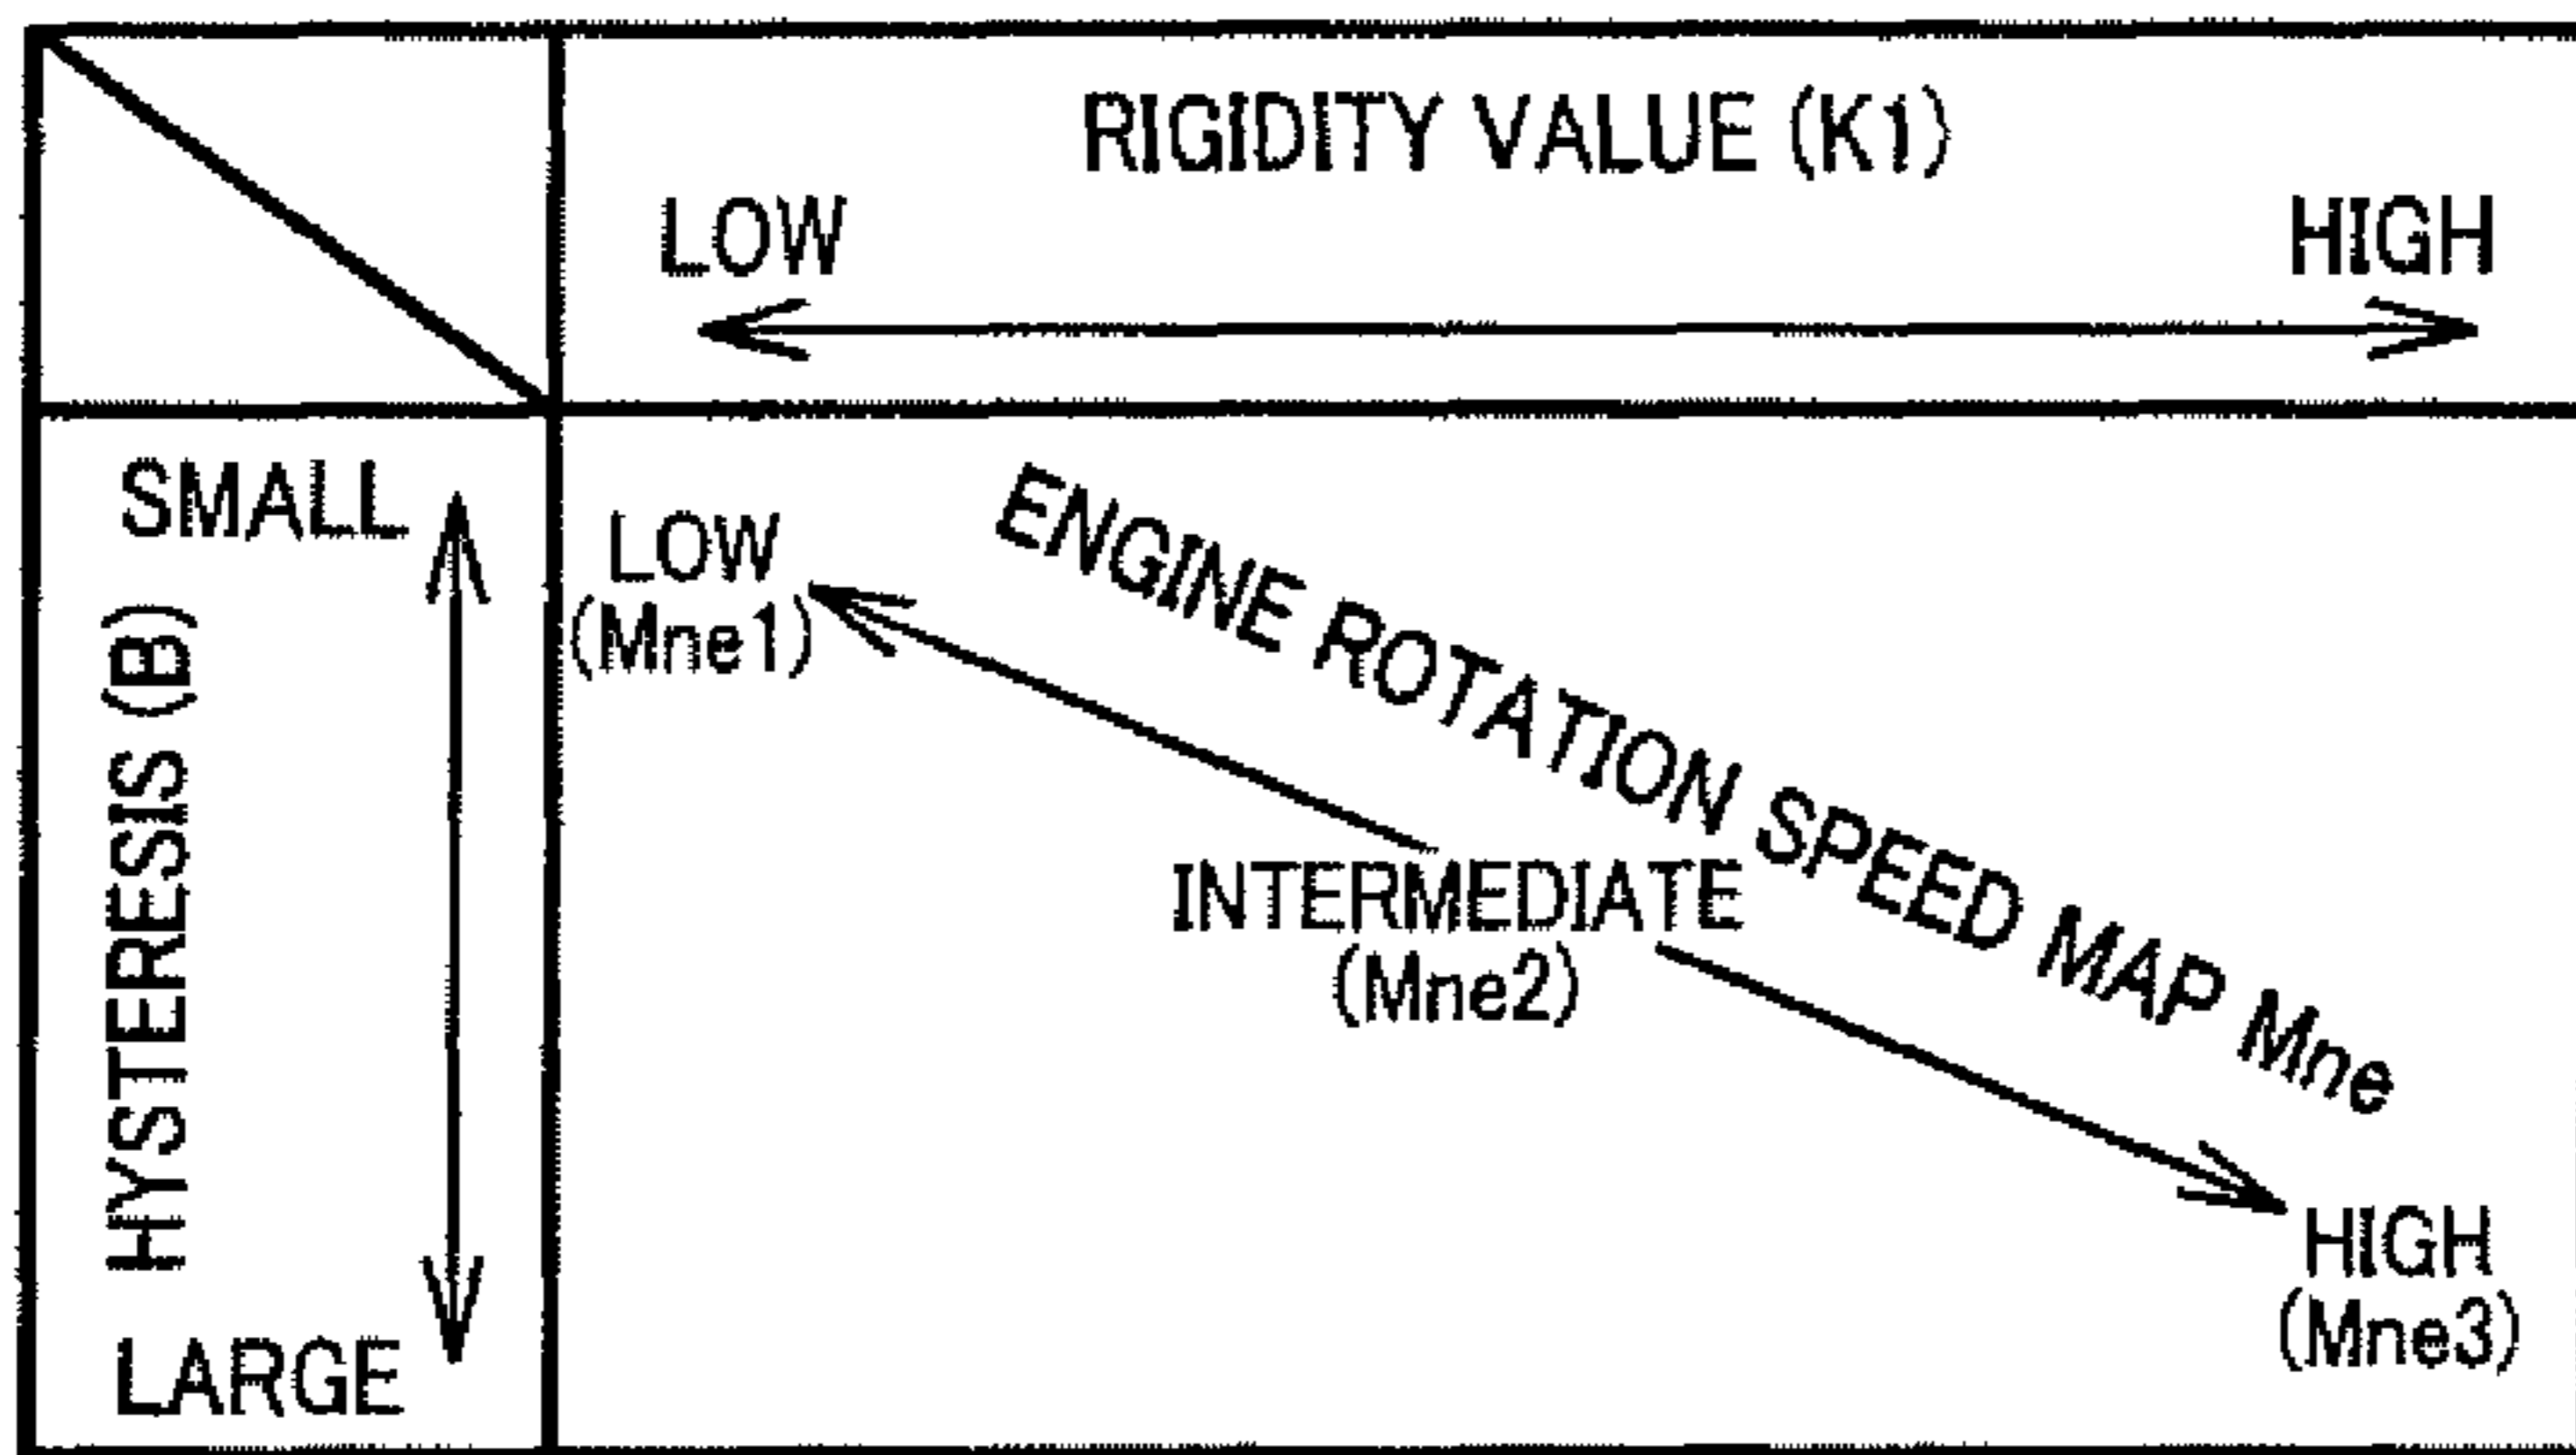 RIGIDITY VALUE (K1)
LOW
HIGH
HYSTERESIS (B)
SMALL
LARGE
LOW
(Mne1)
ENGINE ROTATION SPEED MAP Mne
INTERMEDIATE
(Mne2)
HIGH
(Mne3)